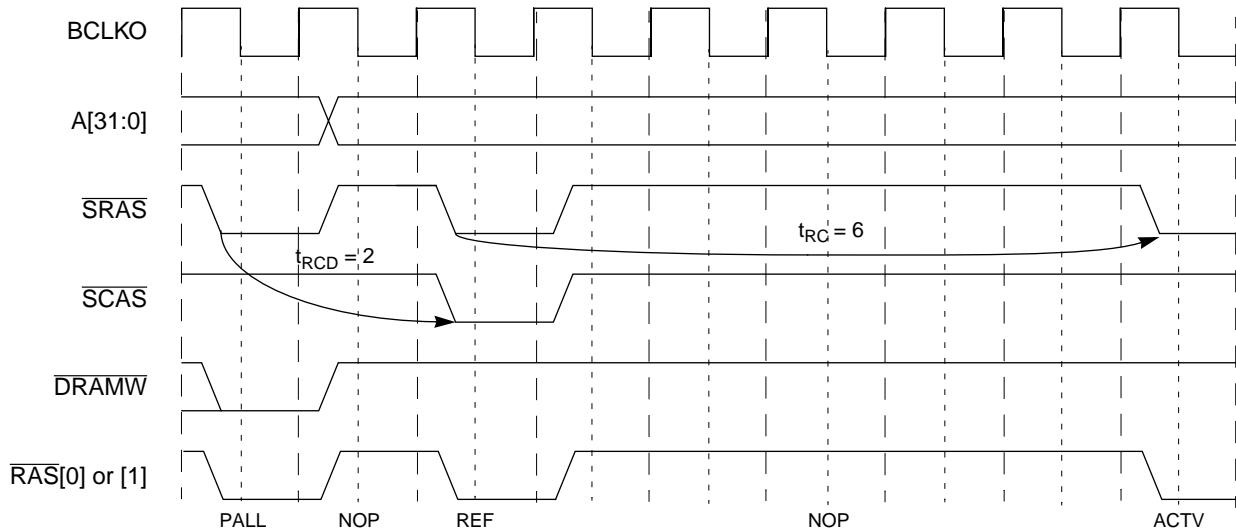 BCLKO
A[31:0]
SRAS
t_RC = 6
t_RCD = 2
SCAS
DRAMW
RAS[0] or [1]
PALL NOP REF NOP ACTV